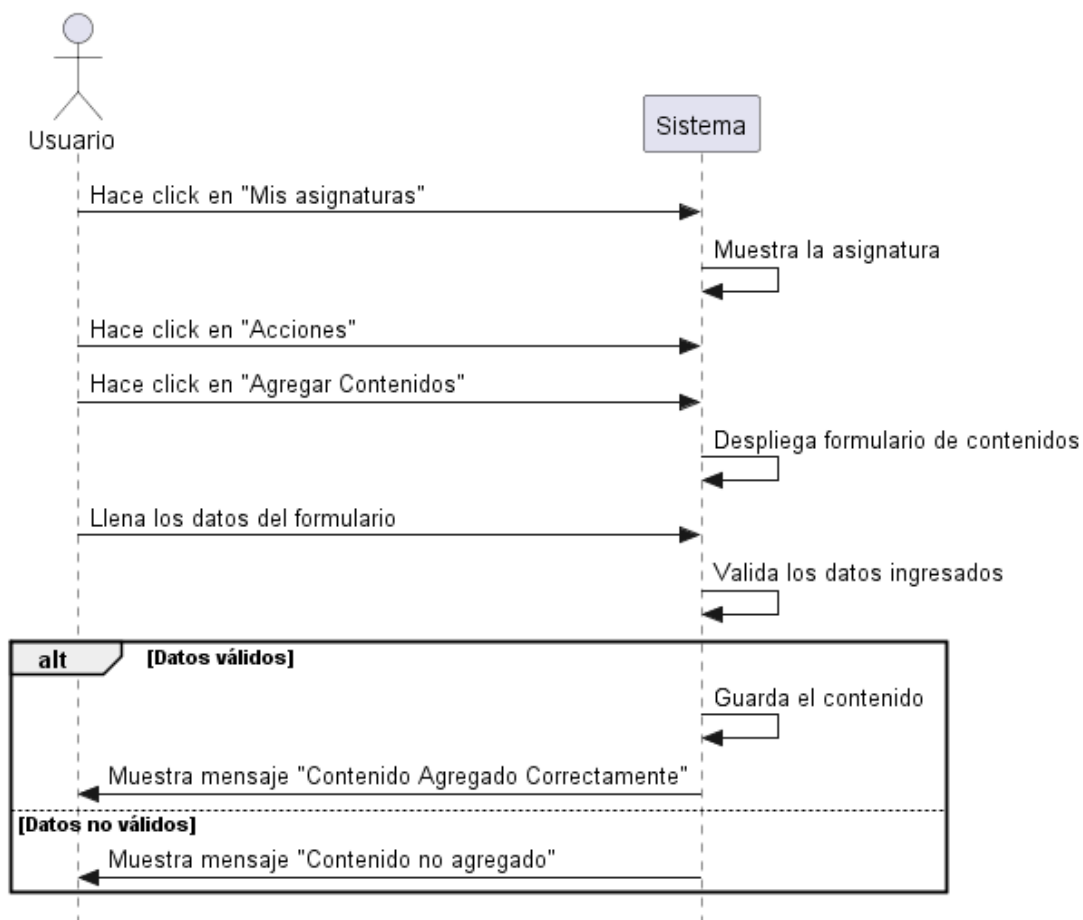 Usuario
Sistema
Hace click en "Mis asignaturas"
Muestra la asignatura
Hace click en "Acciones"
Hace click en "Agregar Contenidos"
Despliega formulario de contenidos
Llena los datos del formulario
Valida los datos ingresados
alt [Datos válidos]
Guarda el contenido
Muestra mensaje "Contenido Agregado Correctamente"
[Datos no válidos]
Muestra mensaje "Contenido no agregado"